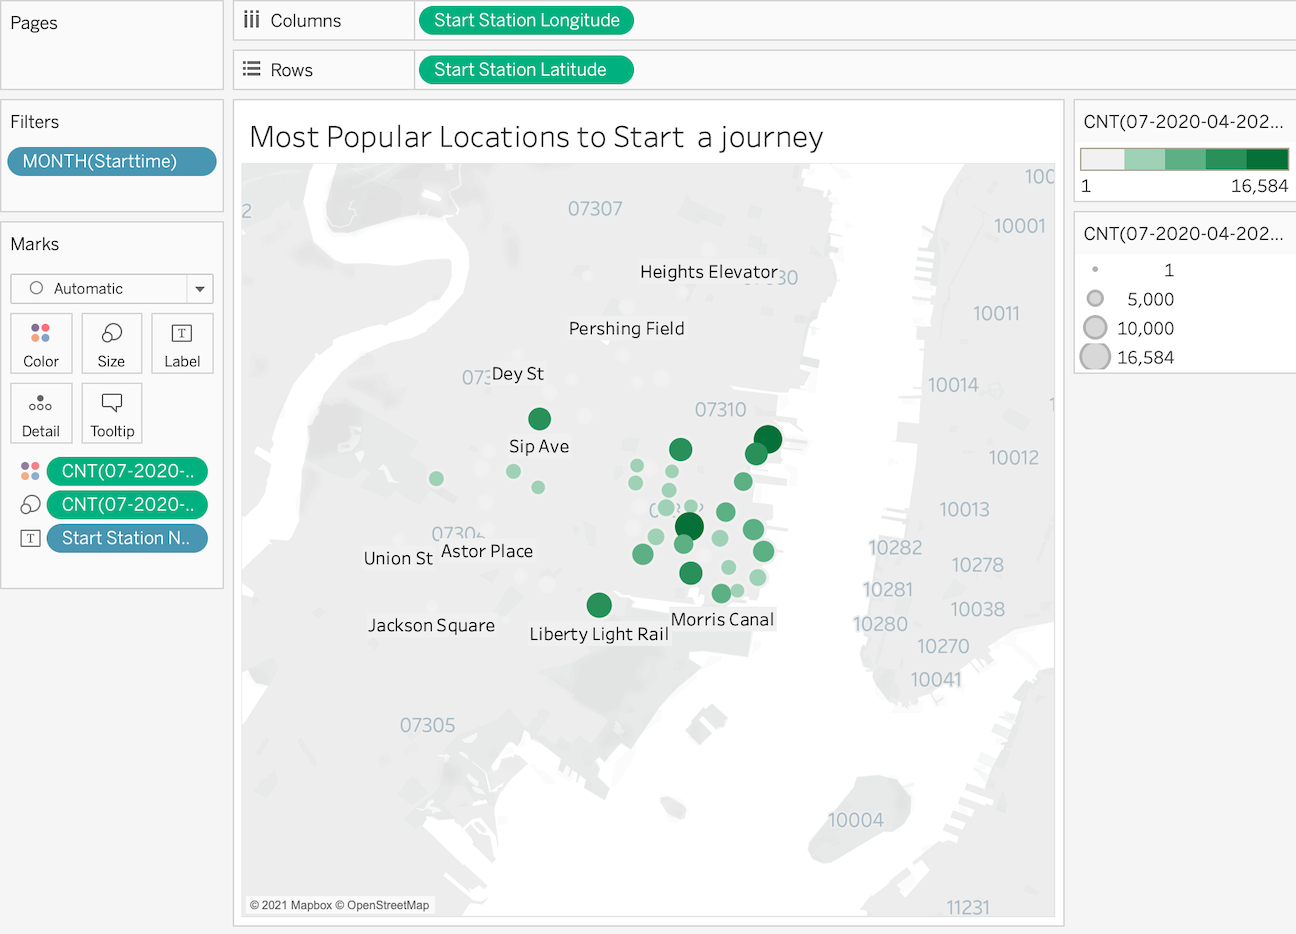 Pages
Columns
Start Station Longitude
Rows
Start Station Latitude
Filters
MONTH(Starttime)
Marks
Automatic
Color
Size
Label
Detail
Tooltip
CNT(07-2020-..
CNT(07-2020-..
Start Station N..
Most Popular Locations to Start a journey
07307
10001
Heights Elevator
10011
Pershing Field
Dey St
10014
07310
Sip Ave
10012
10013
Union St
Astor Place
10282
10278
10281
10038
Jackson Square
Liberty Light Rail
Morris Canal
10280
10270
10041
07305
10004
11231
© 2021 Mapbox © OpenStreetMap
CNT(07-2020-04-202...
1
16,584
CNT(07-2020-04-202...
1
5,000
10,000
16,584